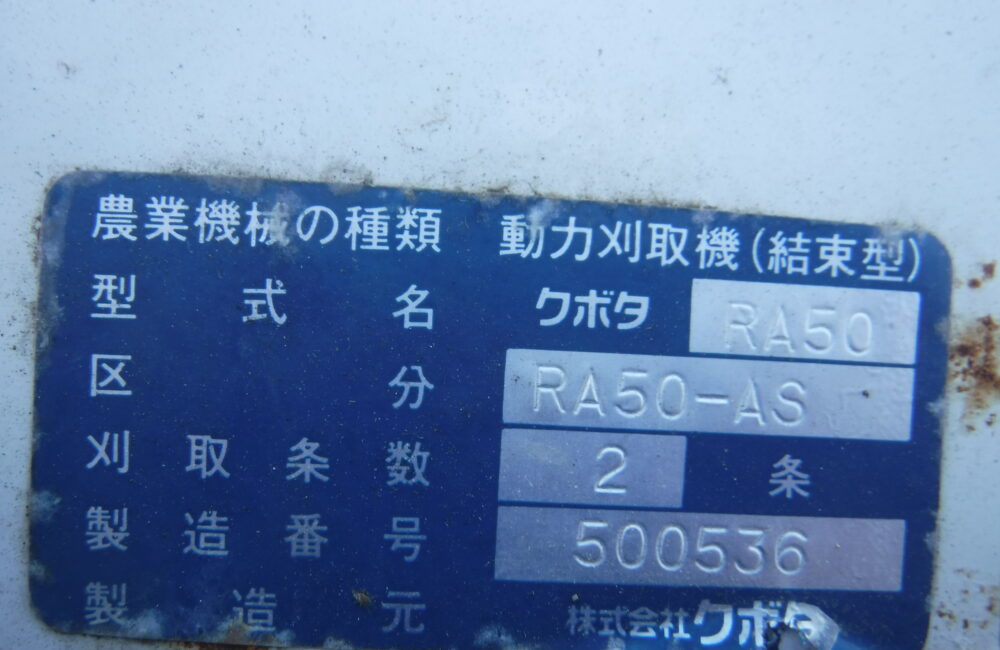 農業機械の種類 動力刈取機(結束型)
型式名 クボタ RA50
区分 RA50-AS
刈取条数 2 条
製造番号 500536
製造元 株式会社クボタ